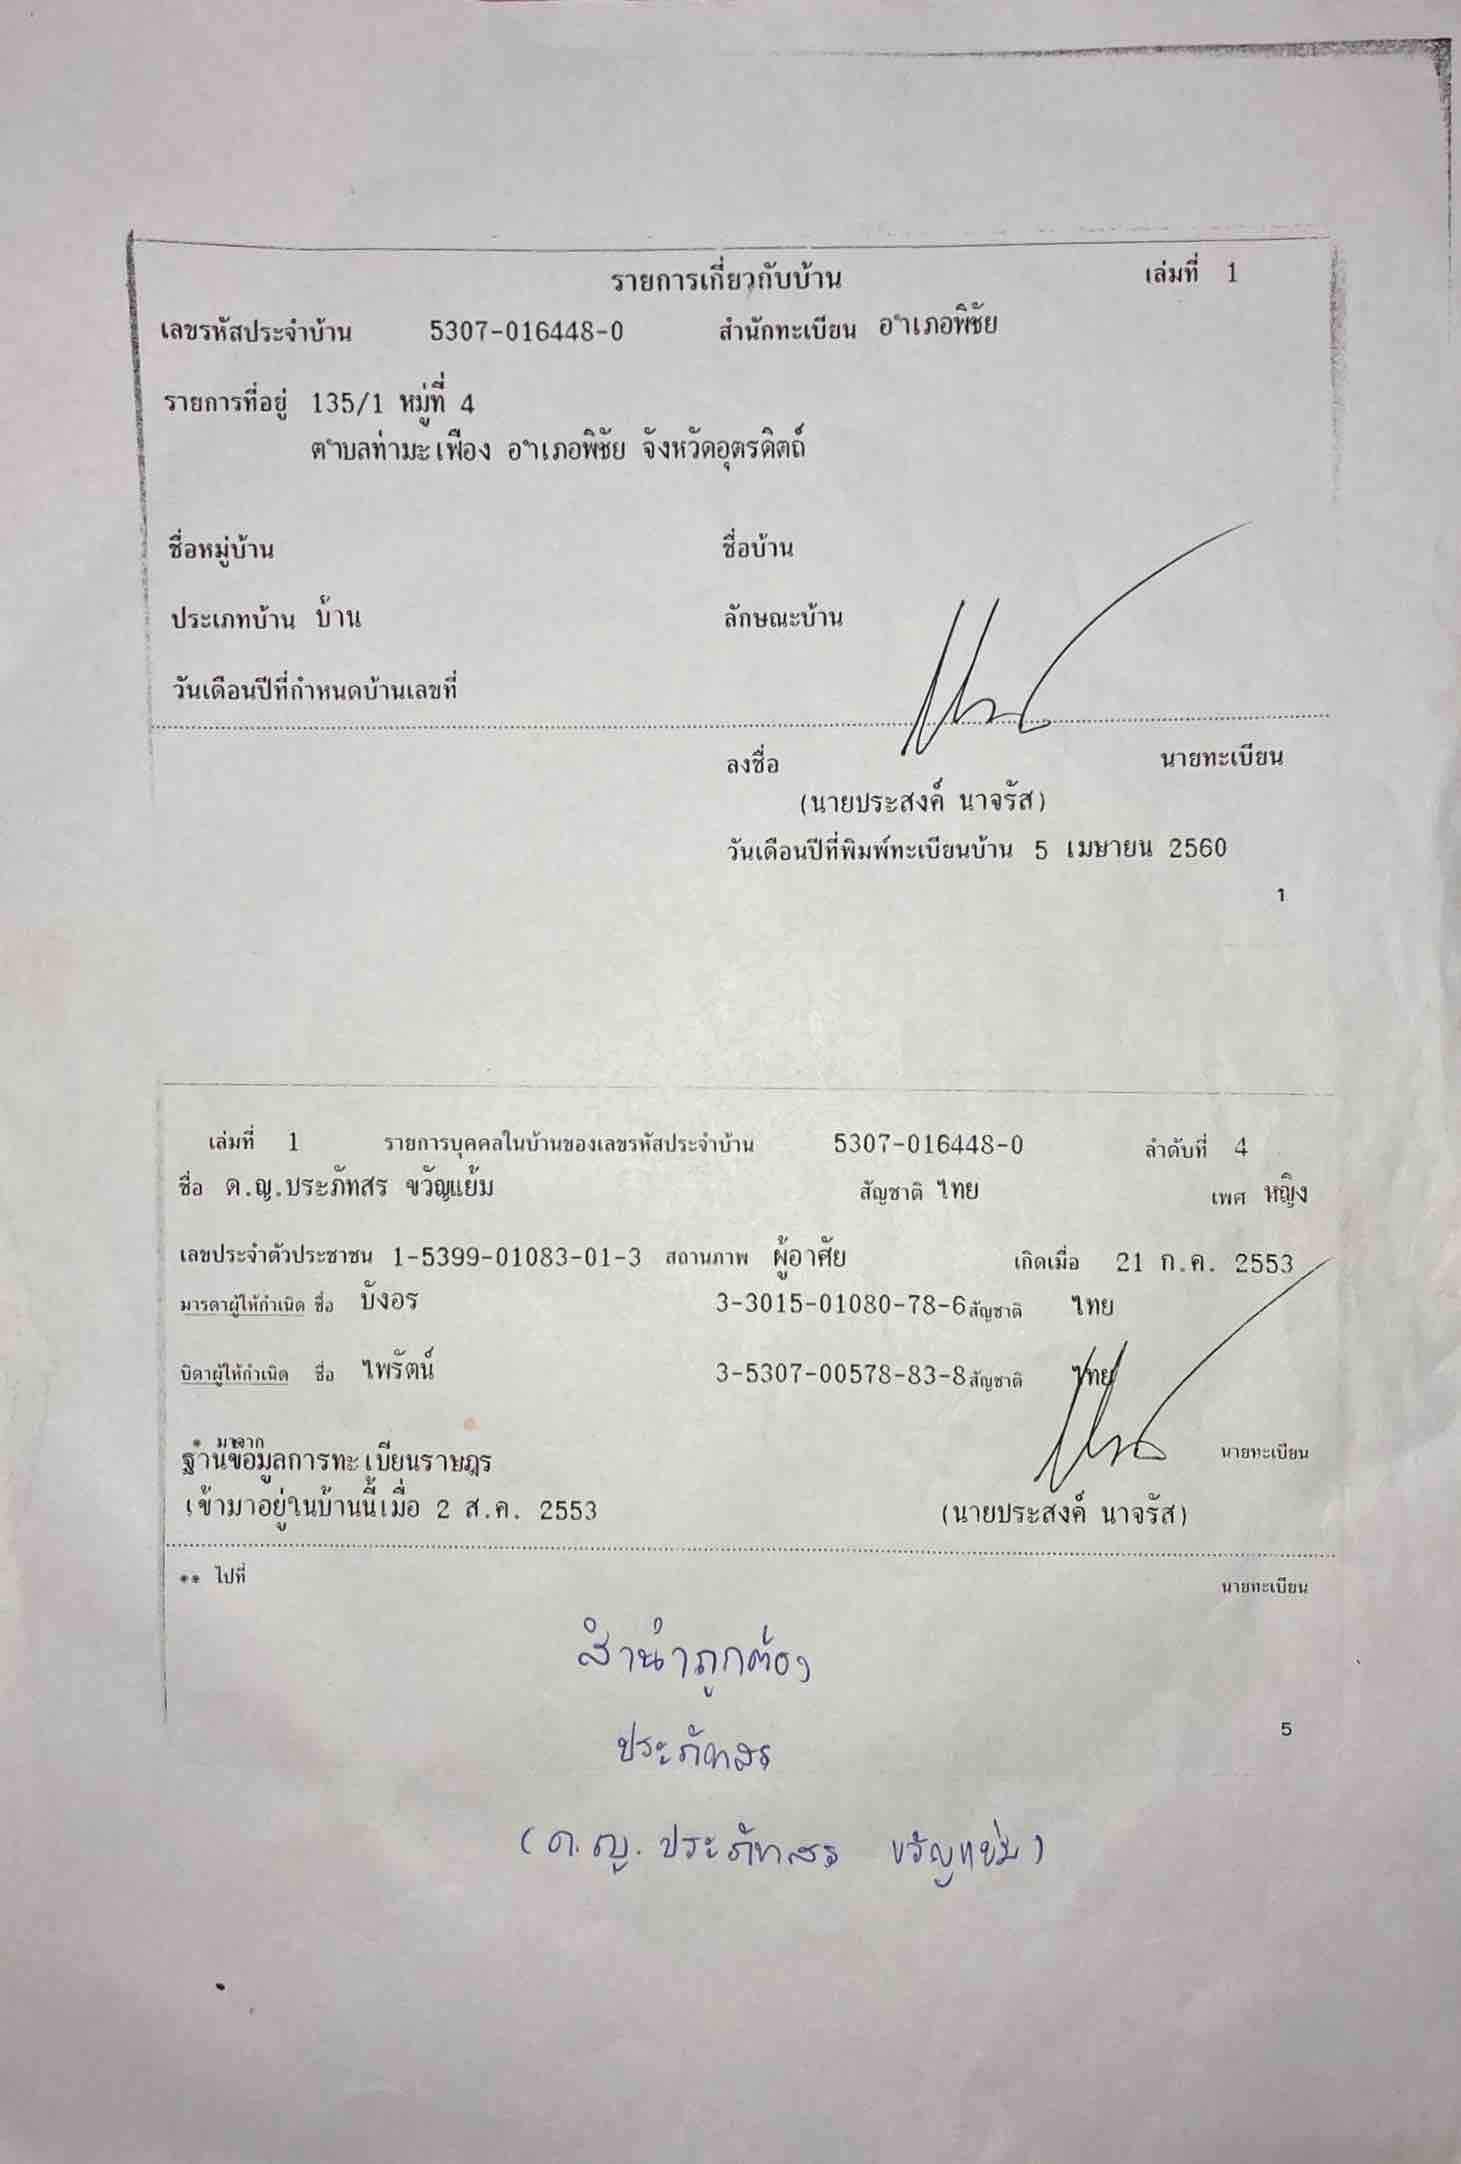 รายการเกี่ยวกับบ้าน เล่มที่ 1
เลขรหัสประจำบ้าน 5307-016448-0 สำนักทะเบียน อำเภอพิชัย
รายการที่อยู่ 135/1 หมู่ที่ 4
ตำบลท่ามะเฟือง อำเภอพิชัย จังหวัดอุตรดิตถ์
ชื่อหมู่บ้าน ชื่อบ้าน
ประเภทบ้าน บ้าน ลักษณะบ้าน
วันเดือนปีที่กำหนดบ้านเลขที่
ลงชื่อ นายทะเบียน
(นายประสงค์ นาจรัส)
วันเดือนปีที่พิมพ์ทะเบียนบ้าน 5 เมษายน 2560
1
เล่มที่ 1 รายการบุคคลในบ้านของเลขรหัสประจำบ้าน 5307-016448-0 ลำดับที่ 4
ชื่อ ด.ญ.ประภัทสร ขวัญแย้ม สัญชาติ ไทย เพศ หญิง
เลขประจำตัวประชาชน 1-5399-01083-01-3 สถานภาพ ผู้อาศัย เกิดเมื่อ 21 ก.ค. 2553
มารดาผู้ให้กำเนิด ชื่อ บังอร 3-3015-01080-78-6 สัญชาติ ไทย
บิดาผู้ให้กำเนิด ชื่อ ไพรัตน์ 3-5307-00578-83-8 สัญชาติ ไทย
* มาจาก
ฐานข้อมูลการทะเบียนราษฎร นายทะเบียน
เข้ามาอยู่ในบ้านนี้เมื่อ 2 ส.ค. 2553 (นายประสงค์ นาจรัส)
** ไปที่ นายทะเบียน
สำนำถูกต้อง
ประภัทสร
5
(ด.ญ. ประภัทสร ขวัญแย้ม)